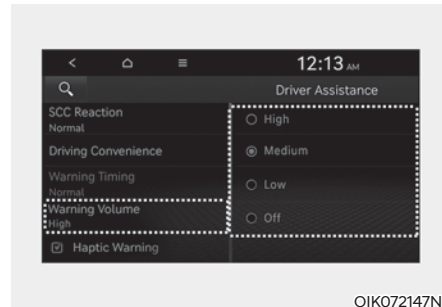 12:13 AM
Driver Assistance
SCC Reaction
Normal
Driving Convenience
Warning Timing
Normal
Warning Volume
High
Haptic Warning
High
Medium
Low
Off
OIK072147N